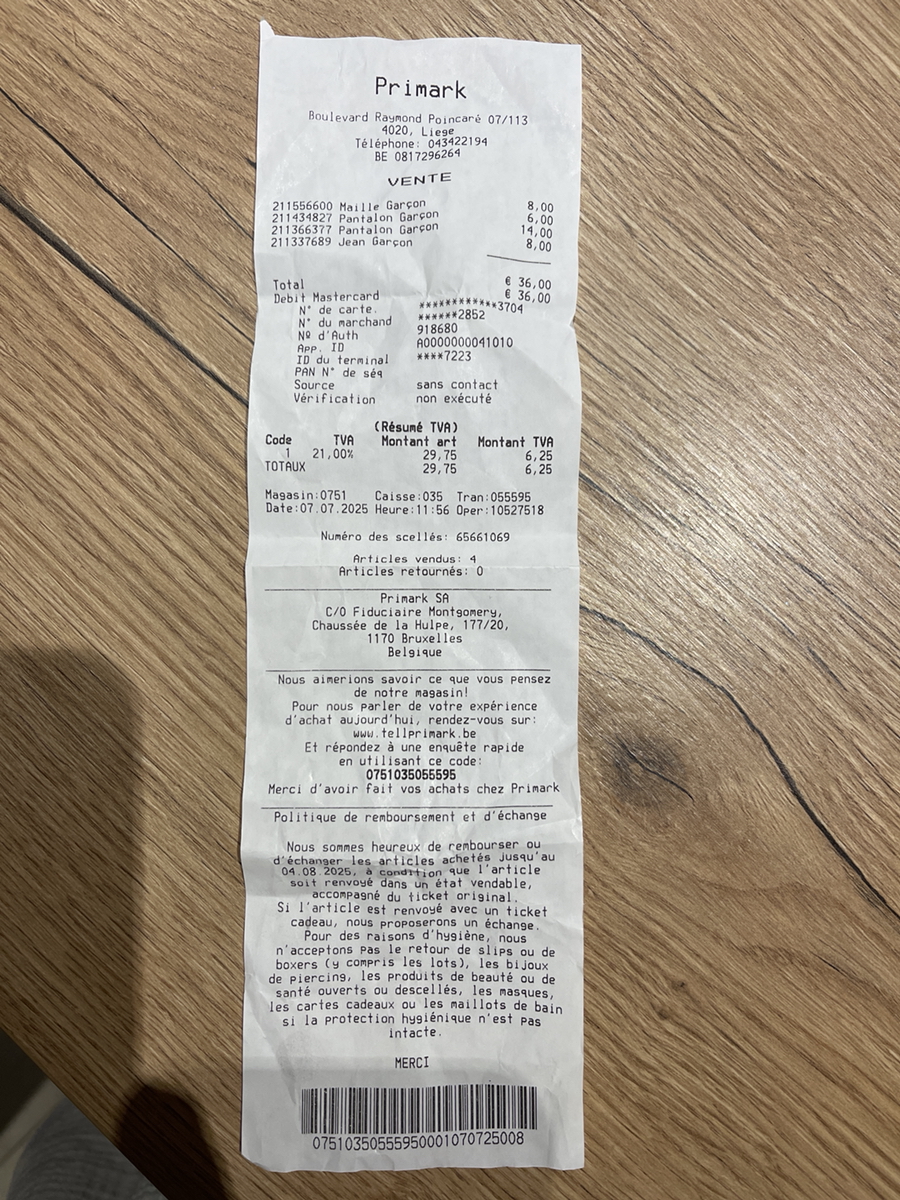 Primark
Boulevard Raymond Poincaré 07/113
4020, Liege
Téléphone: 043422194
BE 0817296264
VENTE
211556600 Maille Garçon 8,00
211434827 Pantalon Garçon 6,00
211366377 Pantalon Garçon 14,00
211337689 Jean Garçon 8,00
Total € 36,00
Debit Mastercard € 36,00
N° de carte. ************3704
N° du marchand ******2852
Nº d'Auth 918680
App. ID A0000000041010
ID du terminal ****7223
PAN N° de séq
Source sans contact
Vérification non exécuté
(Résumé TVA)
Code TVA Montant art Montant TVA
1 21,00% 29,75 6,25
TOTAUX 29,75 6,25
Magasin:0751 Caisse:035 Tran:055595
Date:07.07.2025 Heure:11:56 Oper:10527518
Numéro des scellés: 65661069
Articles vendus: 4
Articles retournés: 0
Primark SA
C/O Fiduciaire Montgomery,
Chaussée de la Hulpe, 177/20,
1170 Bruxelles
Belgique
Nous aimerions savoir ce que vous pensez
de notre magasin!
Pour nous parler de votre expérience
d'achat aujourd'hui, rendez-vous sur:
www.tellprimark.be
Et répondez à une enquête rapide
en utilisant ce code:
0751035055595
Merci d'avoir fait vos achats chez Primark
Politique de remboursement et d'échange
Nous sommes heureux de rembourser ou
d'échanger les articles achetés jusqu'au
04.08.2025, à condition que l'article
soit renvoyé dans un état vendable,
accompagné du ticket original.
Si l'article est renvoyé avec un ticket
cadeau, nous proposerons un échange.
Pour des raisons d'hygiène, nous
n'acceptons pas le retour de slips ou de
boxers (y compris les lots), les bijoux
de piercing, les produits de beauté ou de
santé ouverts ou descellés, les masques,
les cartes cadeaux ou les maillots de bain
si la protection hygiénique n'est pas
intacte.
MERCI
07510350555950001070725008